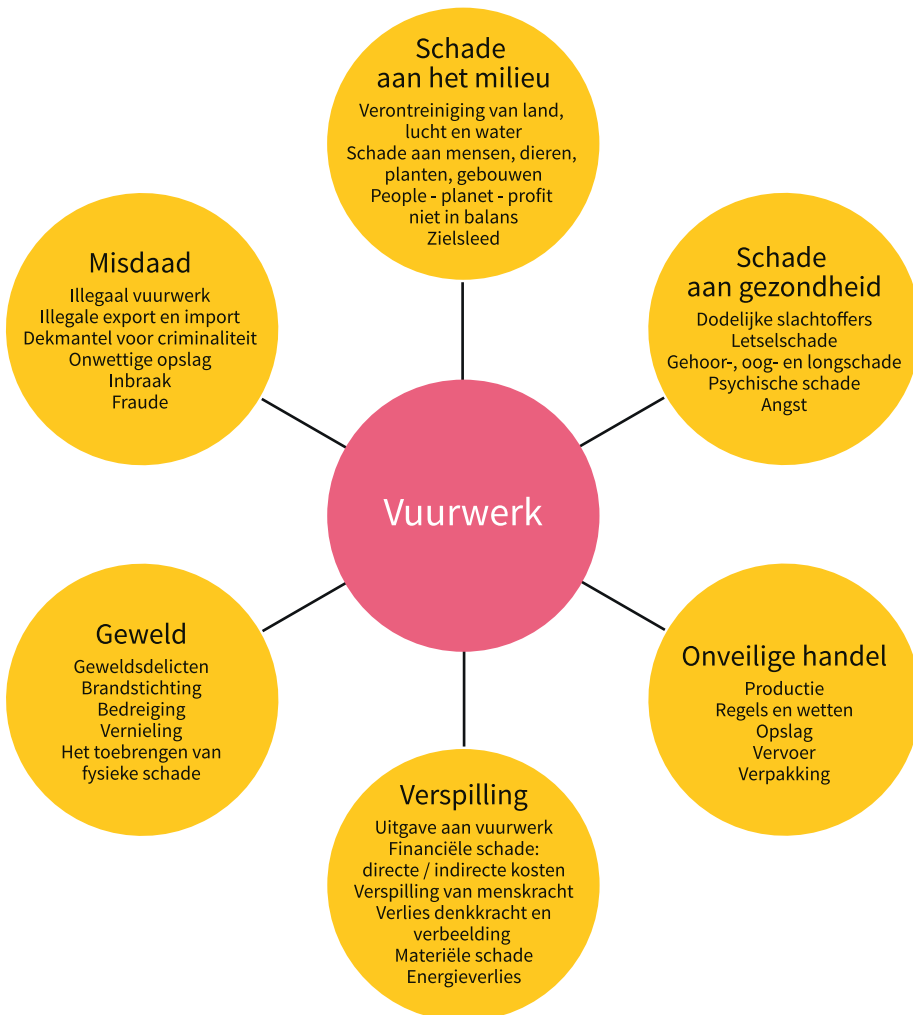 Schade
aan het milieu
Verontreiniging van land,
lucht en water
Schade aan mensen, dieren,
planten, gebouwen
People - planet - profit
niet in balans
Zielsleed
Misdaad
Illegaal vuurwerk
Illegale export en import
Dekmantel voor criminaliteit
Onwettige opslag
Inbraak
Fraude
Schade
aan gezondheid
Dodelijke slachtoffers
Letselschade
Gehoor-, oog- en longschade
Psychische schade
Angst
Vuurwerk
Geweld
Geweldsdelicten
Brandstichting
Bedreiging
Vernieling
Het toebrengen van
fysieke schade
Onveilige handel
Productie
Regels en wetten
Opslag
Vervoer
Verpakking
Verspilling
Uitgave aan vuurwerk
Financiële schade:
directe / indirecte kosten
Verspilling van menskracht
Verlies denkkracht en
verbeelding
Materiële schade
Energieverlies